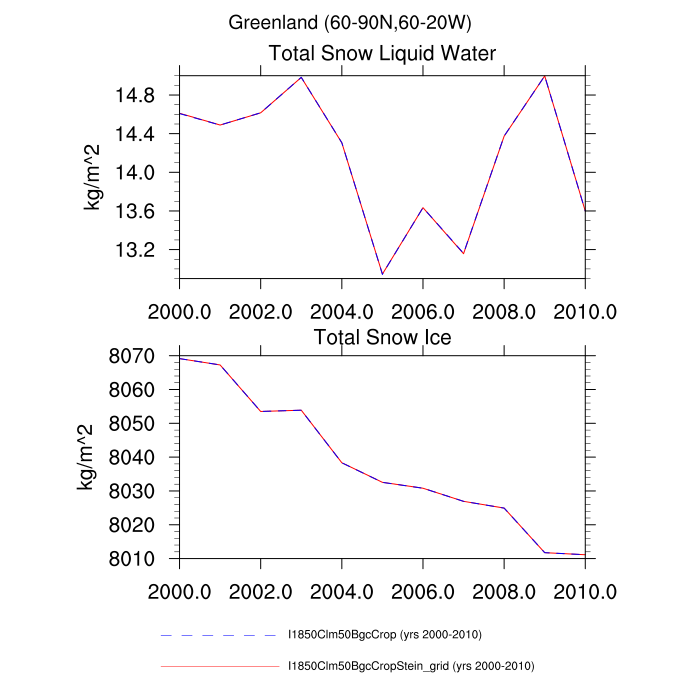 Greenland (60-90N,60-20W)
Total Snow Liquid Water
14.8
14.4
14.0
13.6
13.2
kg/m^2
2000.0 2002.0 2004.0 2006.0 2008.0 2010.0
Total Snow Ice
8070
8060
8050
8040
8030
8020
8010
kg/m^2
2000.0 2002.0 2004.0 2006.0 2008.0 2010.0
I1850Clm50BgcCrop (yrs 2000-2010)
I1850Clm50BgcCropStein_grid (yrs 2000-2010)